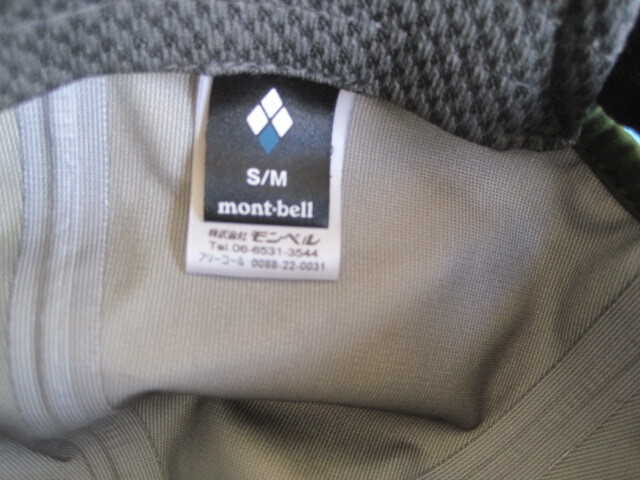 S/M
mont·bell
株式会社 モンベル
Tel.06-6531-3544
フリーコール 0088-22-0031